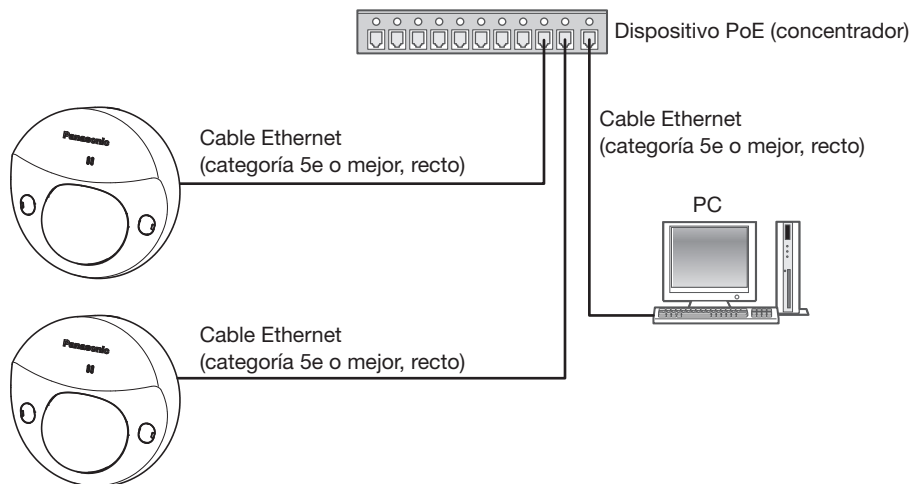 Dispositivo PoE (concentrador)
Panasonic
Cable Ethernet
(categoría 5e o mejor, recto)
Cable Ethernet
(categoría 5e o mejor, recto)
PC
Panasonic
Cable Ethernet
(categoría 5e o mejor, recto)